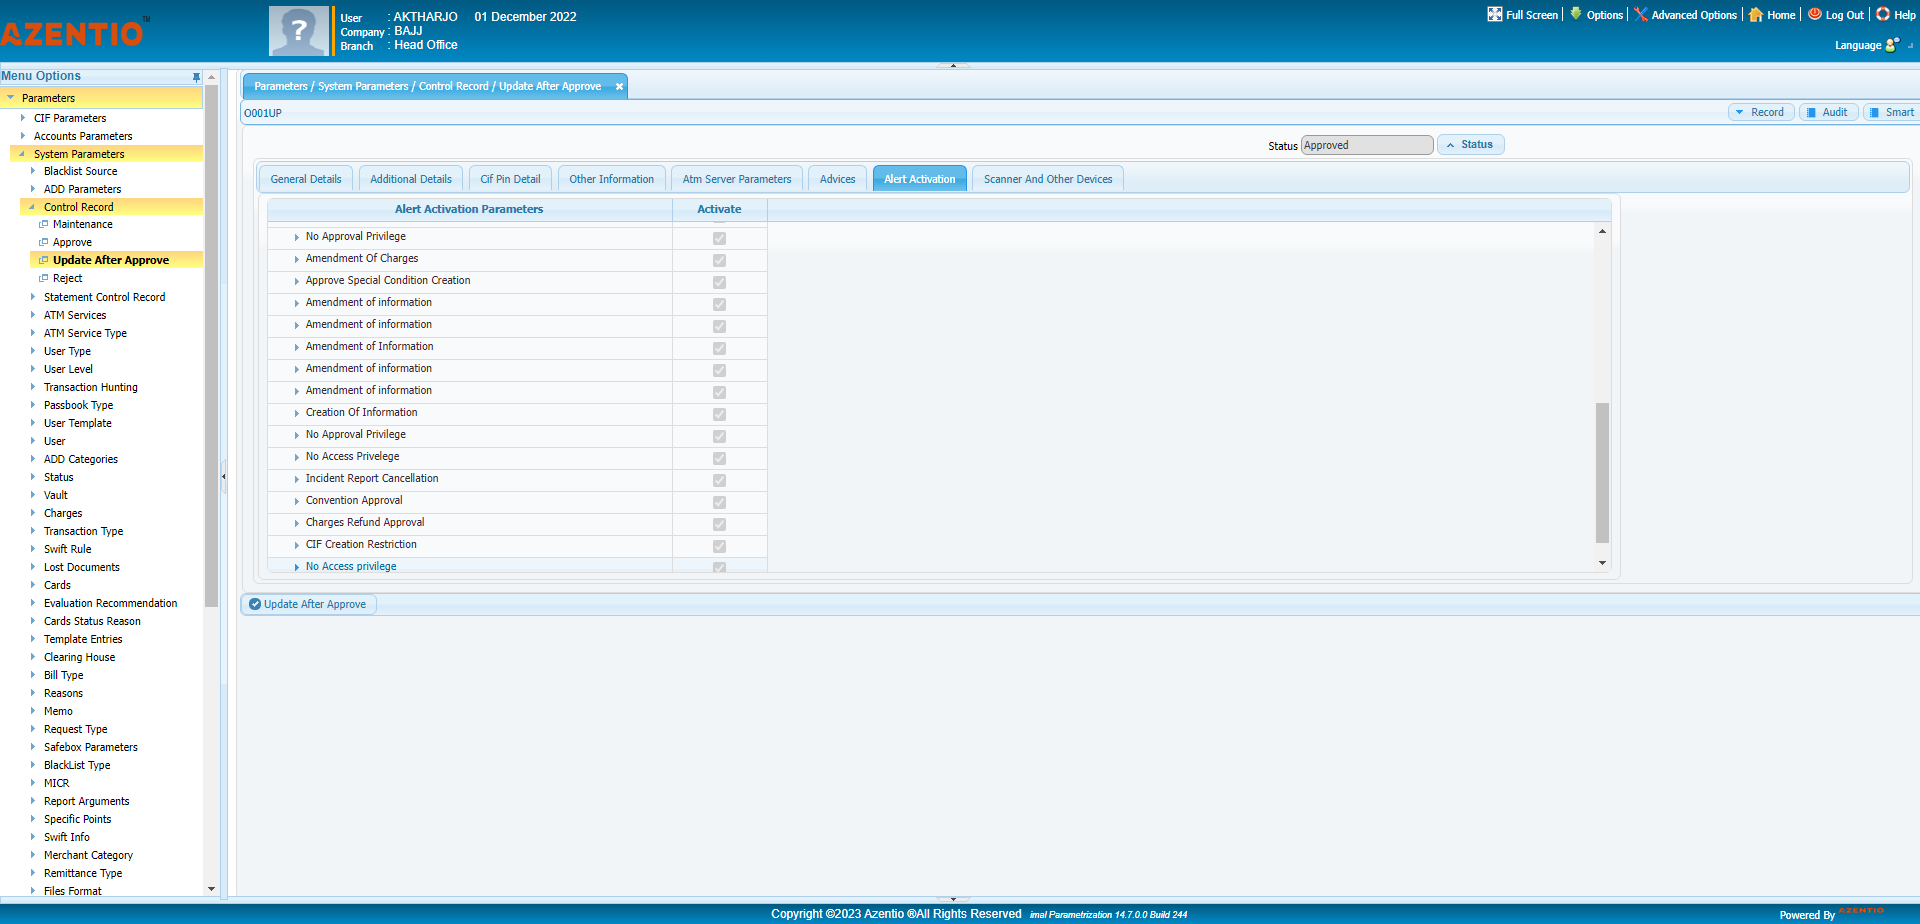 AZENTIO™
User : AKTHARJO 01 December 2022
Company : BAJJ
Branch : Head Office
Full Screen Options Advanced Options Home Log Out Help
Language
Menu Options
Parameters
CIF Parameters
Accounts Parameters
System Parameters
Blacklist Source
ADD Parameters
Control Record
Maintenance
Approve
Update After Approve
Reject
Statement Control Record
ATM Services
ATM Service Type
User Type
User Level
Transaction Hunting
Passbook Type
User Template
User
ADD Categories
Status
Vault
Charges
Transaction Type
Swift Rule
Lost Documents
Cards
Evaluation Recommendation
Cards Status Reason
Template Entries
Clearing House
Bill Type
Reasons
Memo
Request Type
Safebox Parameters
BlackList Type
MICR
Report Arguments
Specific Points
Swift Info
Merchant Category
Remittance Type
Files Format
Parameters / System Parameters / Control Record / Update After Approve
O001UP
Record Audit Smart
Status Approved Status
General Details Additional Details Cif Pin Detail Other Information Atm Server Parameters Advices Alert Activation Scanner And Other Devices
Alert Activation Parameters Activate
No Approval Privilege
Amendment Of Charges
Approve Special Condition Creation
Amendment of information
Amendment of information
Amendment of Information
Amendment of information
Amendment of information
Creation Of Information
No Approval Privilege
No Access Privelege
Incident Report Cancellation
Convention Approval
Charges Refund Approval
CIF Creation Restriction
No Access privilege
Update After Approve
Copyright ©2023 Azentio ®All Rights Reserved imal Parametrization 14.7.0.0 Build 244
Powered By AZENTIO